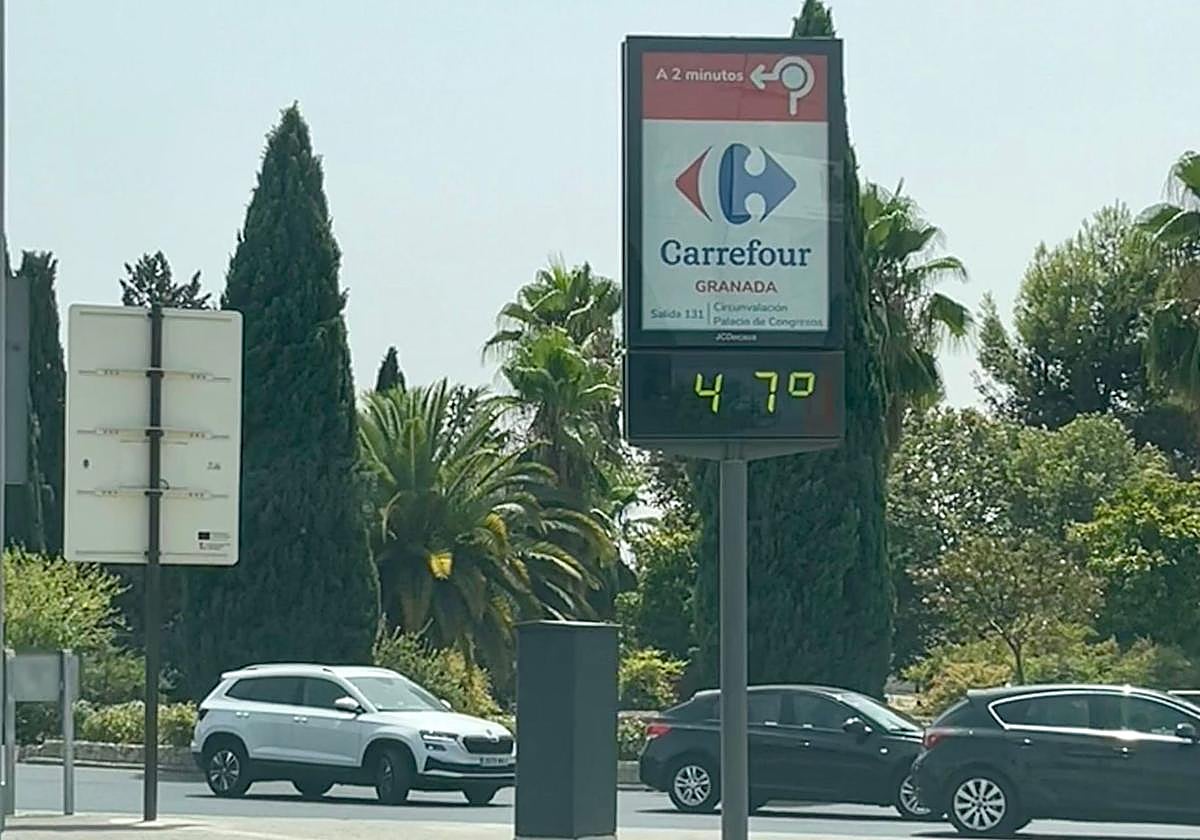 A 2 minutos
Carrefour
GRANADA
Salida 131
Circunvalación
Palacio de Congresos
JCDecaux
47º